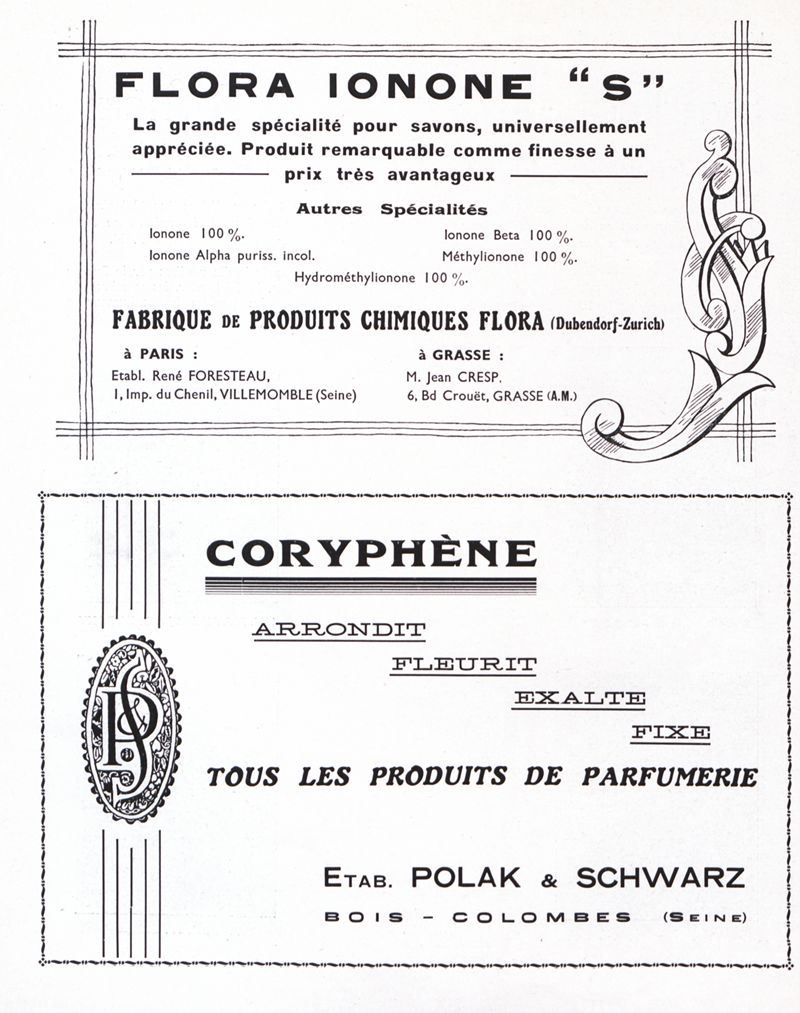 FLORA IONONE “S”
La grande spécialité pour savons, universellement
appréciée. Produit remarquable comme finesse à un
prix très avantageux
Autres Spécialités
Ionone 100 %.
Ionone Beta 100 %.
Ionone Alpha puriss. incol.
Méthylionone 100 %.
Hydrométhylionone 100 %.
FABRIQUE DE PRODUITS CHIMIQUES FLORA (Dubendorf-Zurich)
à PARIS :
à GRASSE :
Etabl. René FORESTEAU,
M. Jean CRESP,
1, Imp. du Chenil, VILLEMOMBLE (Seine)
6, Bd Crouët, GRASSE (A.M.)
CORYPHÈNE
ARRONDIT
FLEURIT
EXALTE
FIXE
P&S
TOUS LES PRODUITS DE PARFUMERIE
ETAB. POLAK & SCHWARZ
BOIS - COLOMBES (SEINE)